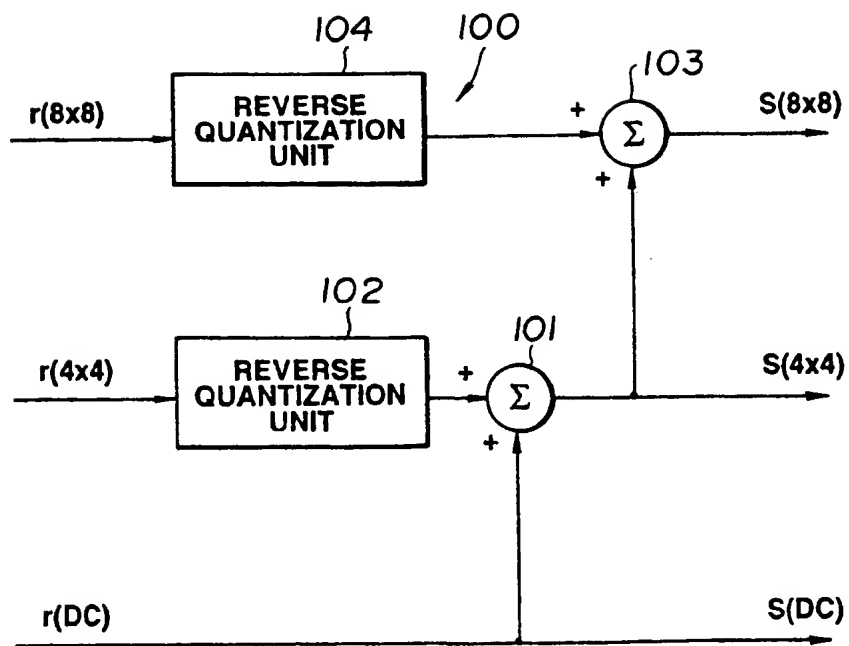 104
100
103
r(8x8)
REVERSE
QUANTIZATION
UNIT
+
Σ
+
S(8x8)
102
101
r(4x4)
REVERSE
QUANTIZATION
UNIT
+
Σ
+
S(4x4)
r(DC)
S(DC)